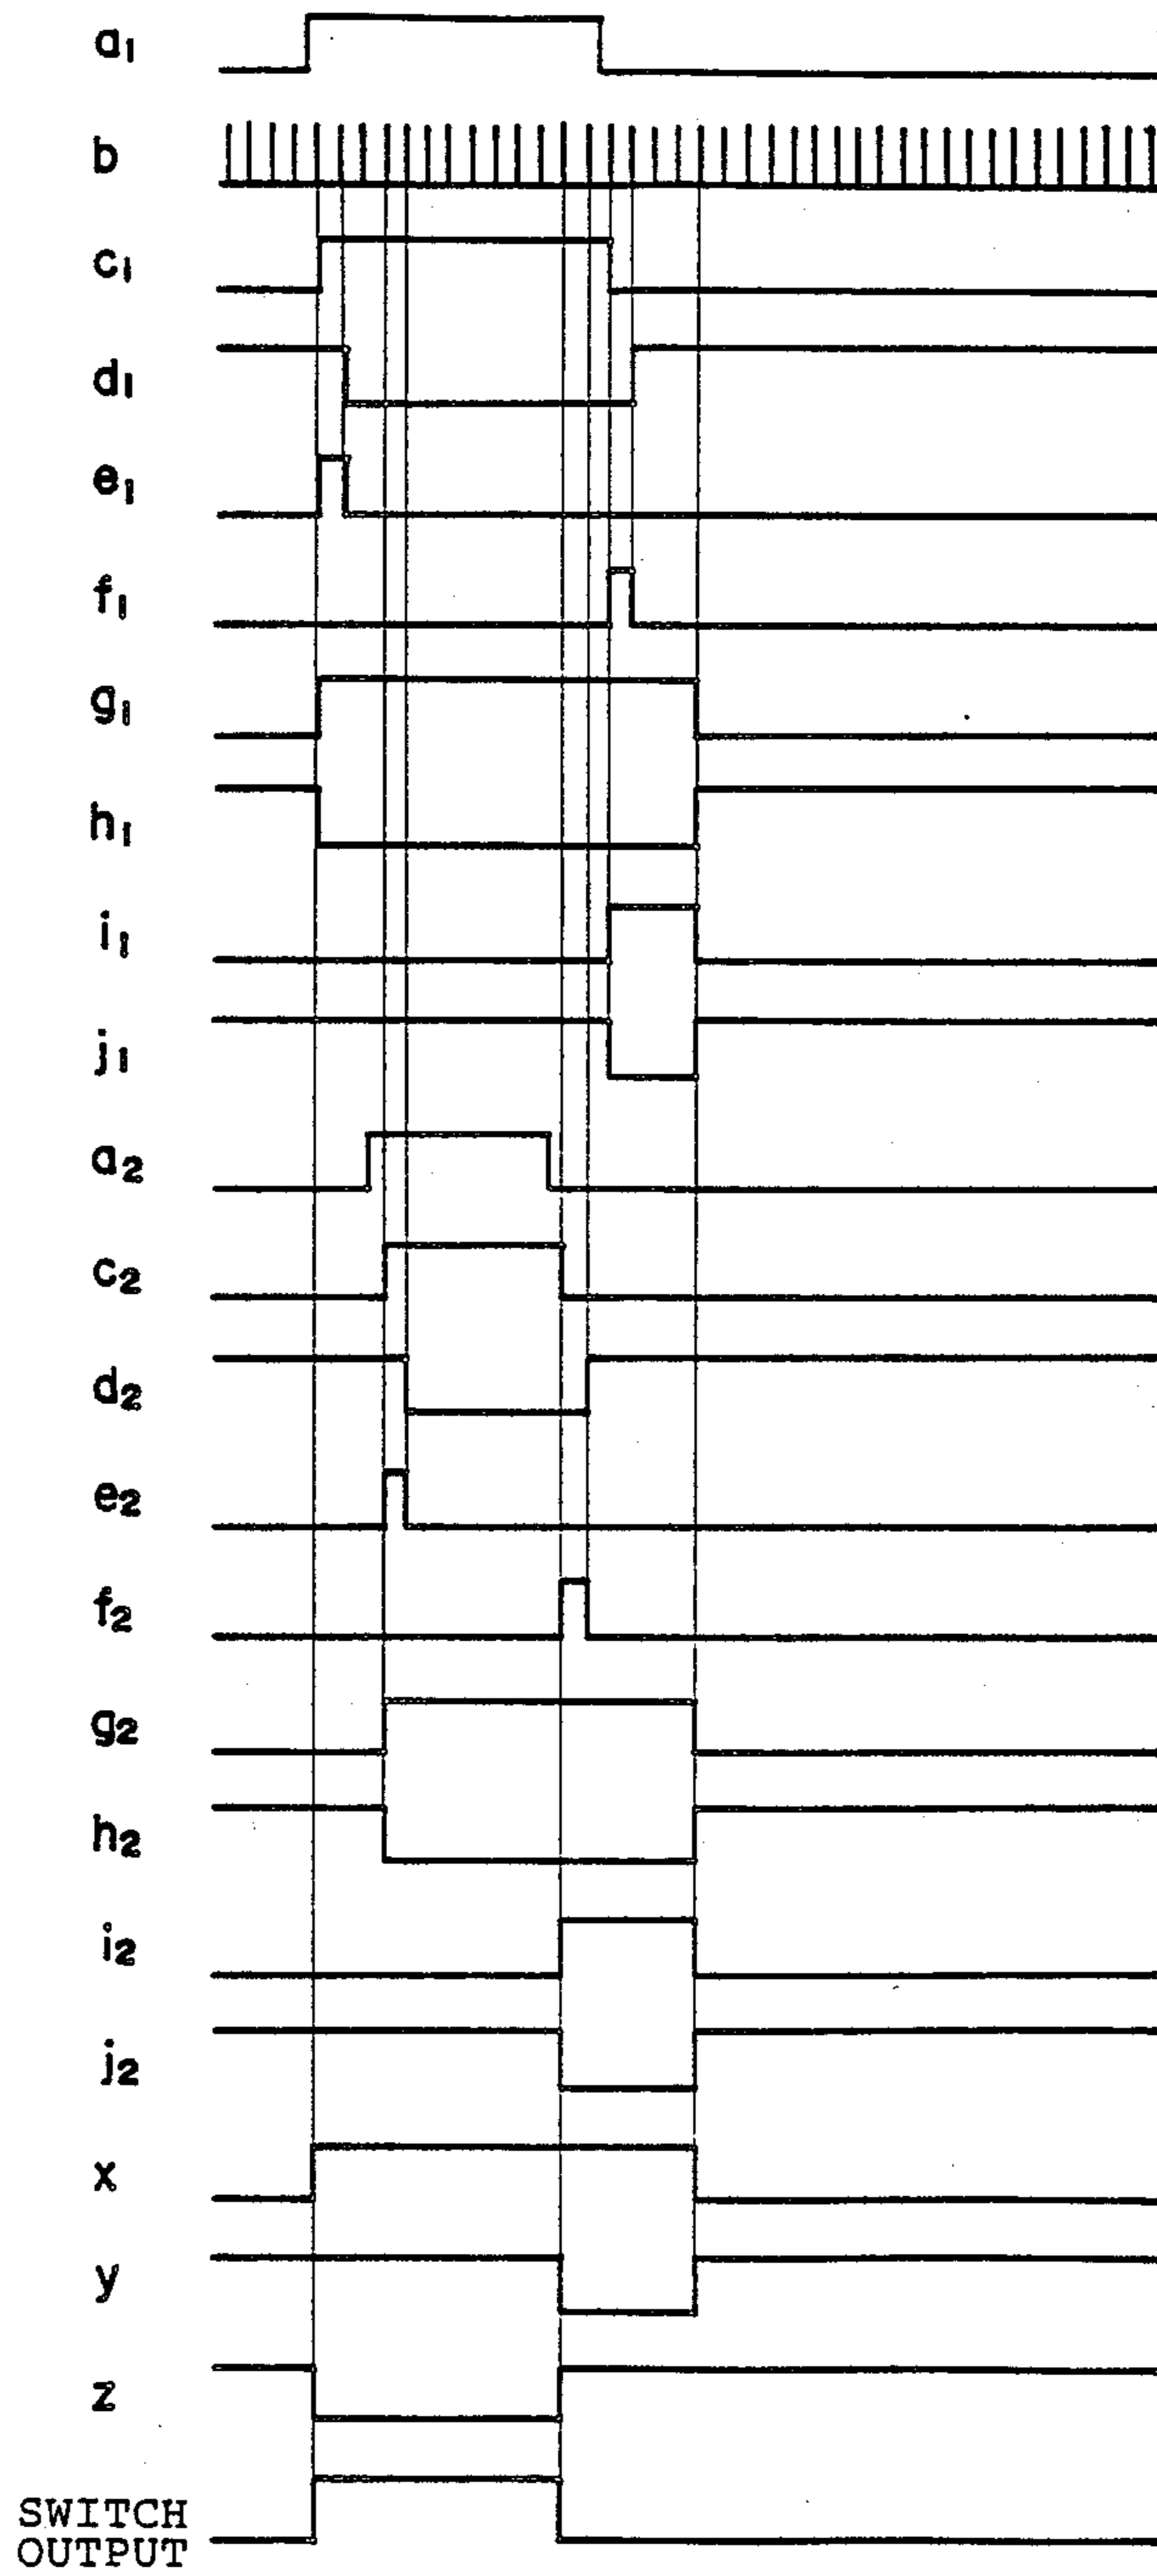 a1
b
c1
d1
e1
f1
g1
h1
i1
j1
a2
c2
d2
e2
f2
g2
h2
i2
j2
x
y
z
SWITCH
OUTPUT